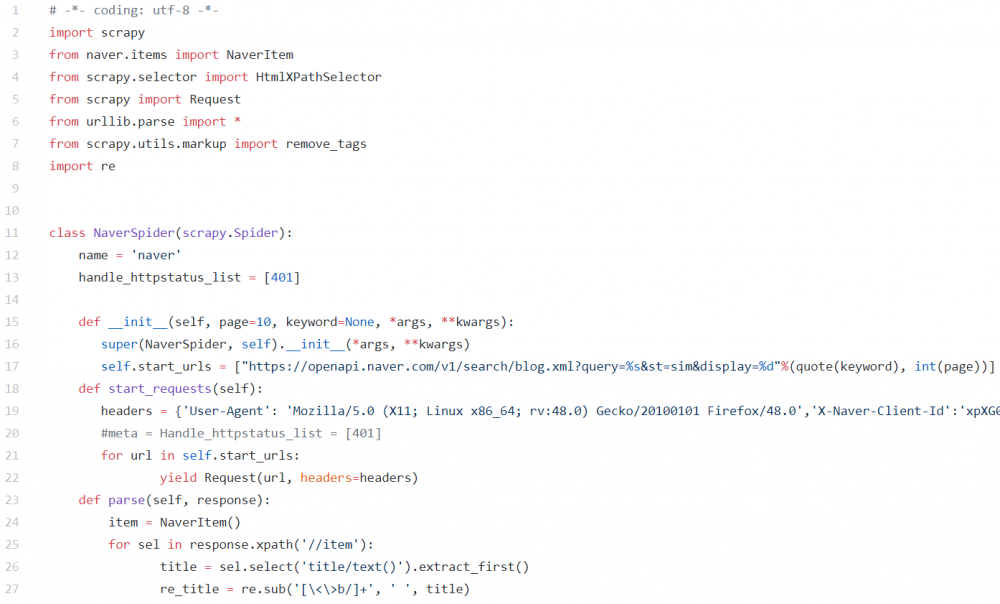 1 # -*- coding: utf-8 -*-
2 import scrapy
3 from naver.items import NaverItem
4 from scrapy.selector import HtmlXPathSelector
5 from scrapy import Request
6 from urllib.parse import *
7 from scrapy.utils.markup import remove_tags
8 import re
9
10
11 class NaverSpider(scrapy.Spider):
12 name = 'naver'
13 handle_httpstatus_list = [401]
14
15 def __init__(self, page=10, keyword=None, *args, **kwargs):
16 super(NaverSpider, self).__init__(*args, **kwargs)
17 self.start_urls = ["https://openapi.naver.com/v1/search/blog.xml?query=%s&st=sim&display=%d"%(quote(keyword), int(page))]
18 def start_requests(self):
19 headers = {'User-Agent': 'Mozilla/5.0 (X11; Linux x86_64; rv:48.0) Gecko/20100101 Firefox/48.0','X-Naver-Client-Id':'xpXG
20 #meta = Handle_httpstatus_list = [401]
21 for url in self.start_urls:
22 yield Request(url, headers=headers)
23 def parse(self, response):
24 item = NaverItem()
25 for sel in response.xpath('//item'):
26 title = sel.select('title/text()').extract_first()
27 re_title = re.sub('[\<\>b/]+', ' ', title)